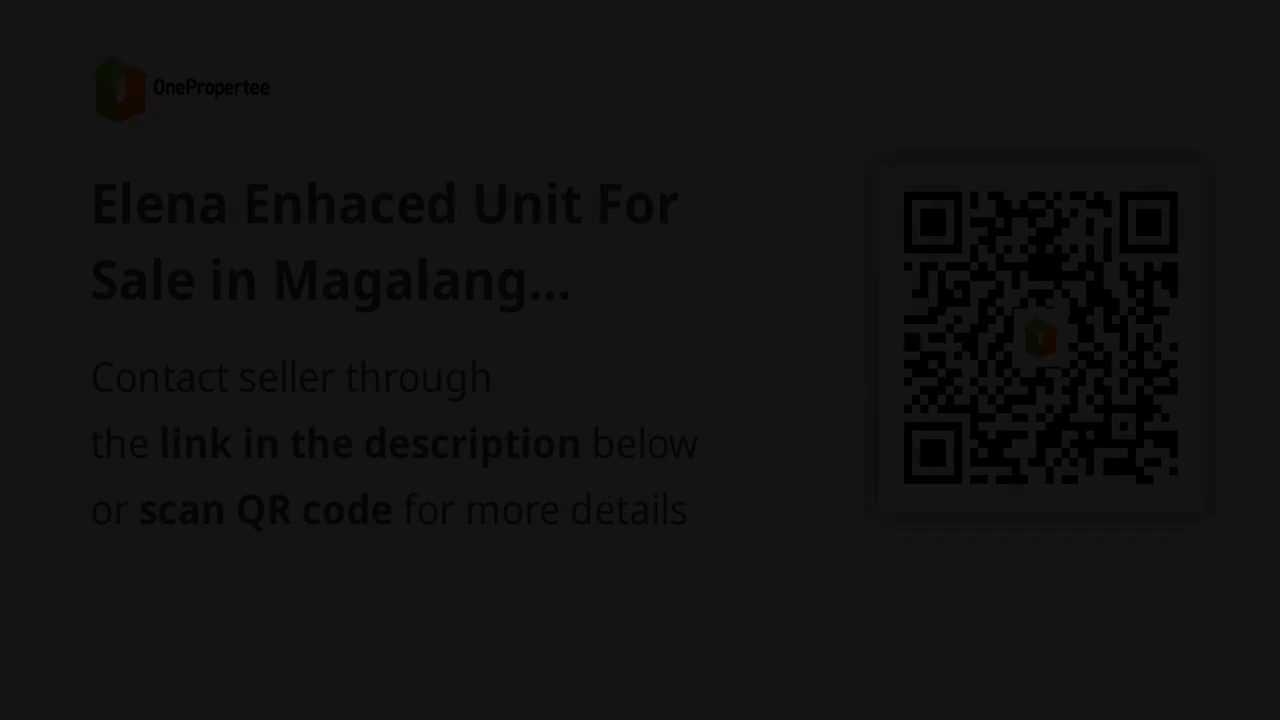 OnePropertee
Elena Enhaced Unit For
Sale in Magalang...
Contact seller through
the link in the description below
or scan QR code for more details